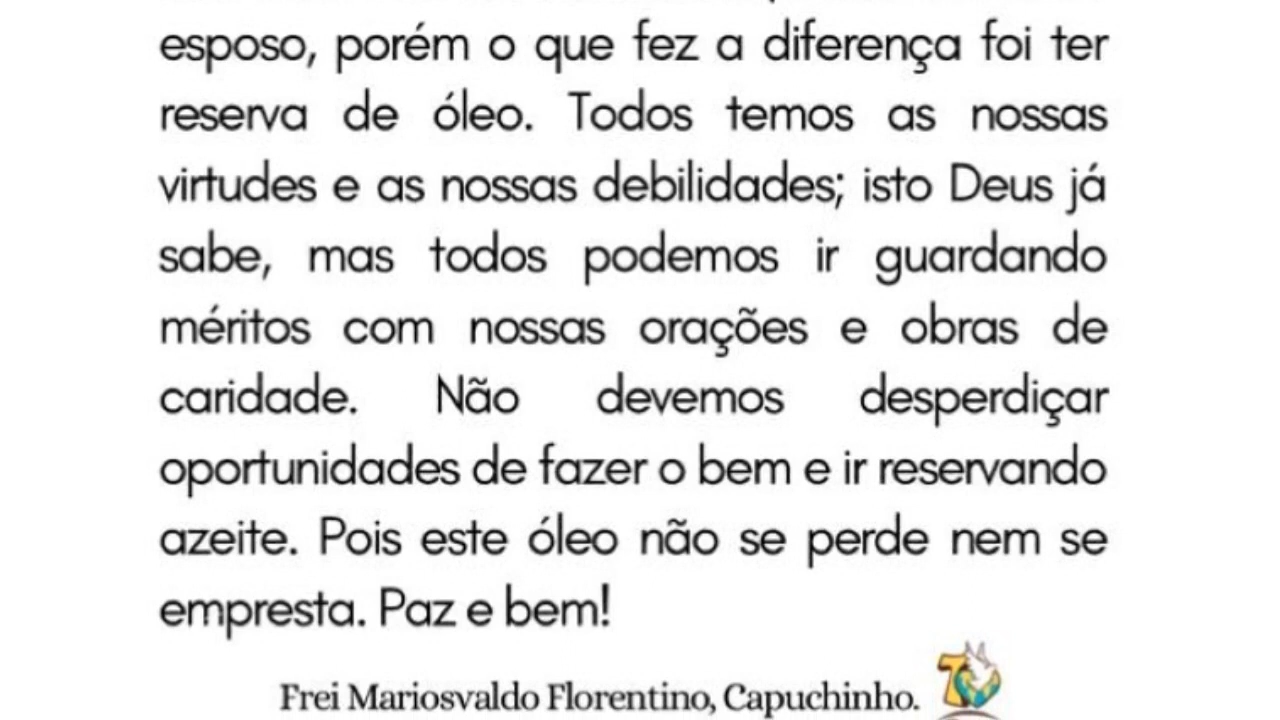 esposo, porém o que fez a diferença foi ter
reserva de óleo. Todos temos as nossas
virtudes e as nossas debilidades; isto Deus já
sabe, mas todos podemos ir guardando
méritos com nossas orações e obras de
caridade. Não devemos desperdiçar
oportunidades de fazer o bem e ir reservando
azeite. Pois este óleo não se perde nem se
empresta. Paz e bem!
Frei Mariosvaldo Florentino, Capuchinho.